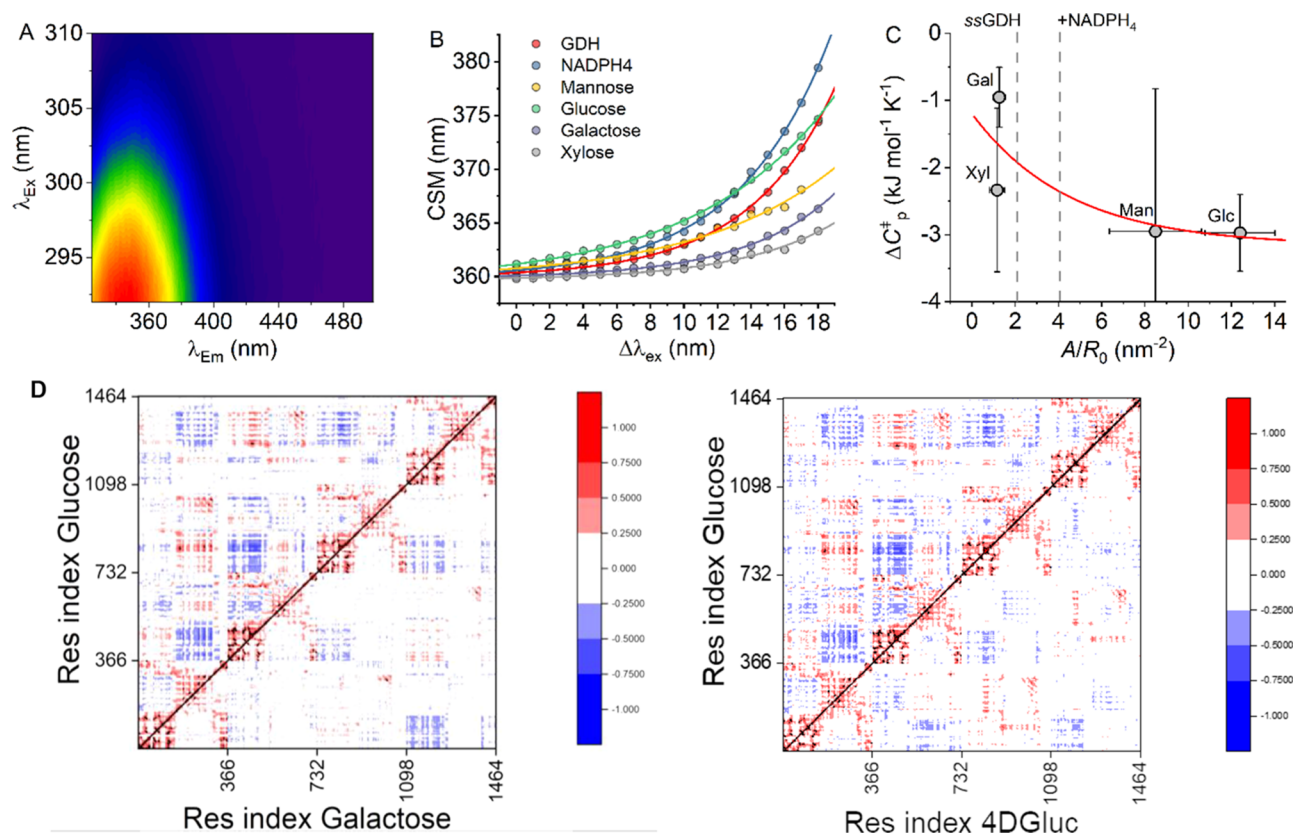 A
310
305
300
295
λEx (nm)
360
400
440
480
λEm (nm)
B
GDH
NADPH4
Mannose
Glucose
Galactose
Xylose
380
375
370
365
360
CSM (nm)
0
2
4
6
8
10
12
14
16
18
Δλex (nm)
C
ssGDH
+NADPH4
0
-1
-2
-3
-4
ΔC‡p (kJ mol-1 K-1)
Gal
Xyl
Man
Glc
0
2
4
6
8
10
12
14
A/R0 (nm-2)
D
1464
1098
732
366
Res index Glucose
366
732
1098
1464
Res index Galactose
1.000
0.7500
0.5000
0.2500
0.000
-0.2500
-0.5000
-0.7500
-1.000
1464
1098
732
366
Res index Glucose
366
732
1098
1464
Res index 4DGluc
1.000
0.7500
0.5000
0.2500
0.000
-0.2500
-0.5000
-0.7500
-1.000